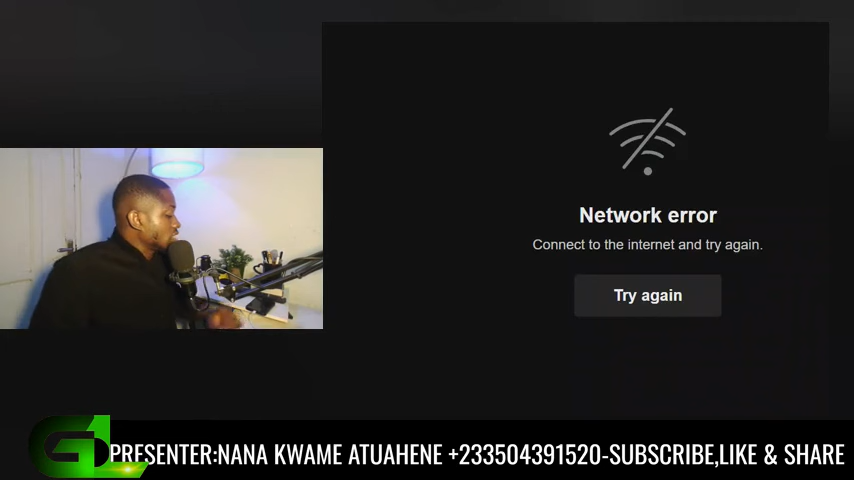 Network error
Connect to the internet and try again.
Try again
PRESENTER:NANA KWAME ATUAHENE +233504391520-SUBSCRIBE,LIKE & SHARE